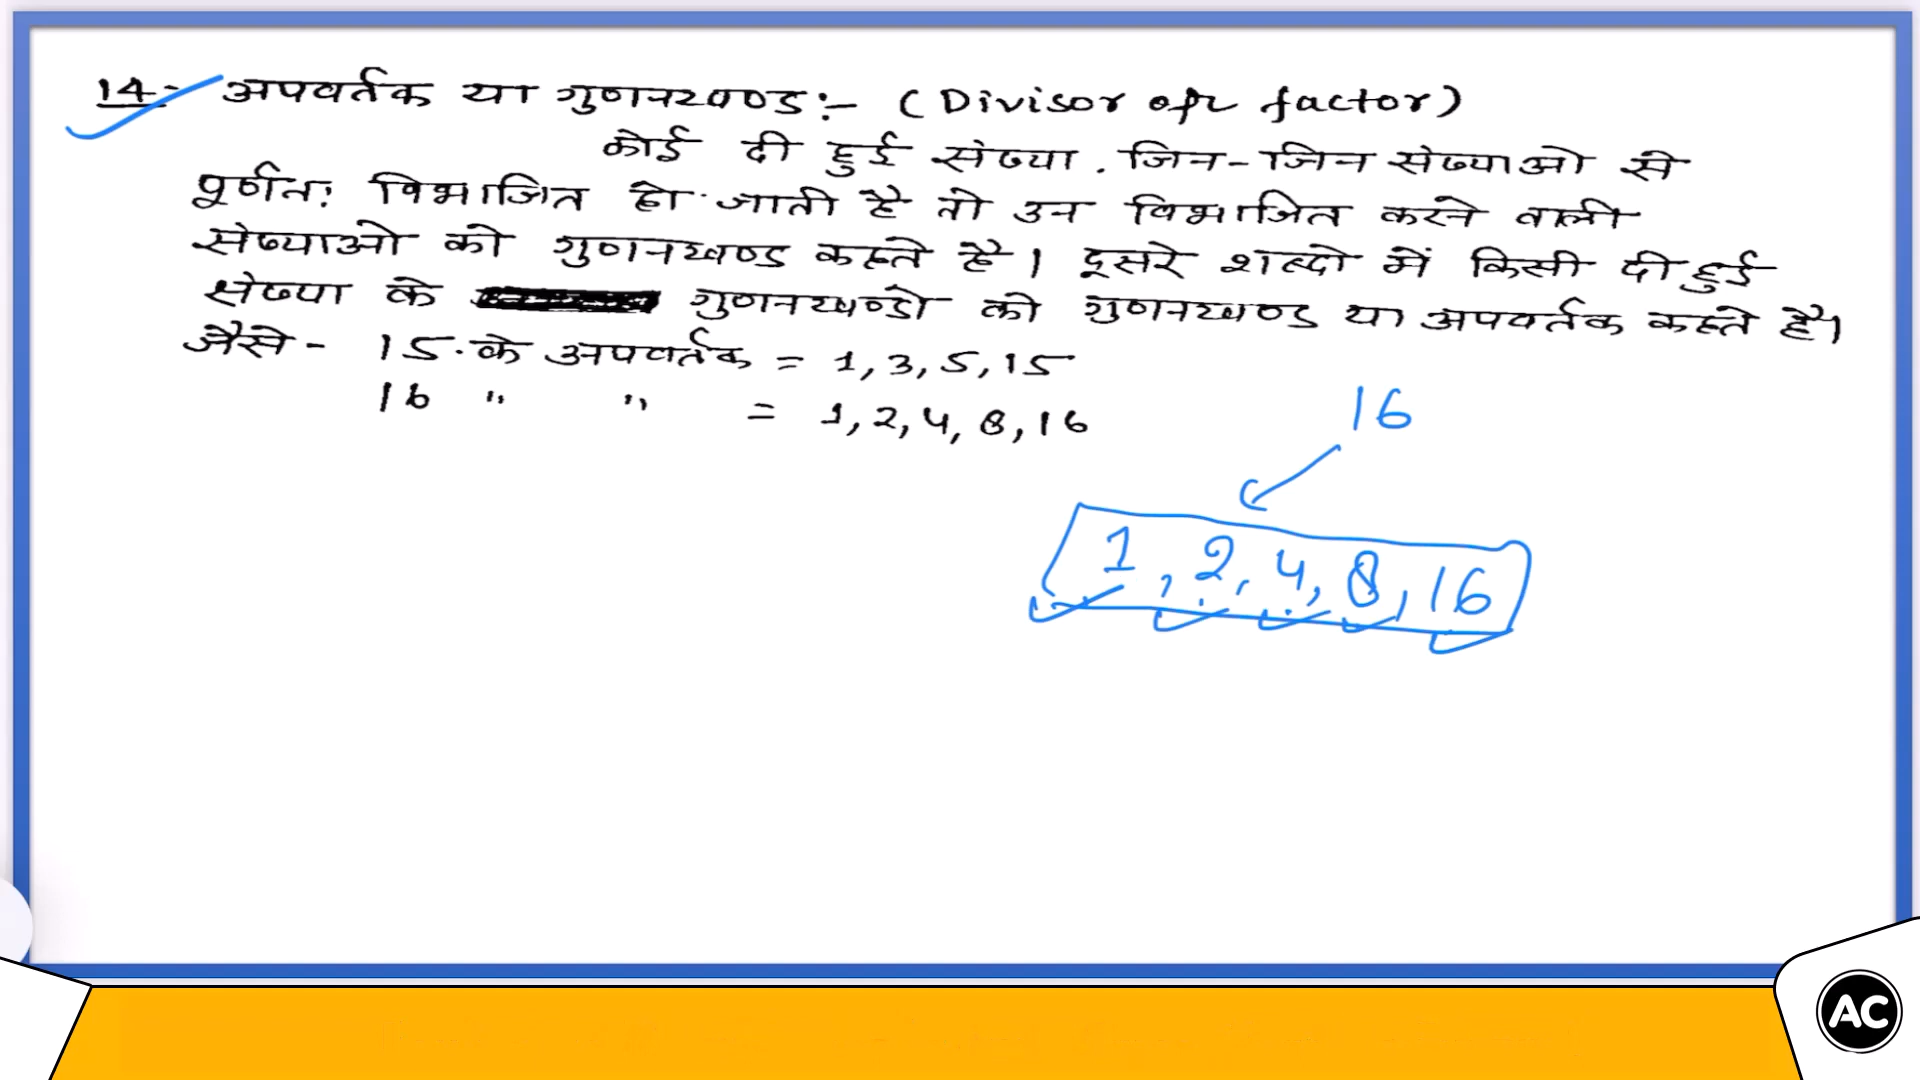 14:- अपवर्तक या गुणनखण्ड:- (Divisor or factor)
कोई दी हुई संख्या . जिन-जिन संख्याओ से
पूर्णतः विभाजित हो जाती है तो उन विभाजित करने वाली
संख्याओ को गुणनखण्ड कहते है। दूसरे शब्दो में किसी दी हुई
संख्या के गुणनखण्डो को गुणनखण्ड या अपवर्तक कहते है।
जैसे - 15.के अपवर्तक = 1, 3, 5, 15
16 " " = 1, 2, 4, 8, 16
16
1, 2, 4, 8, 16
AC